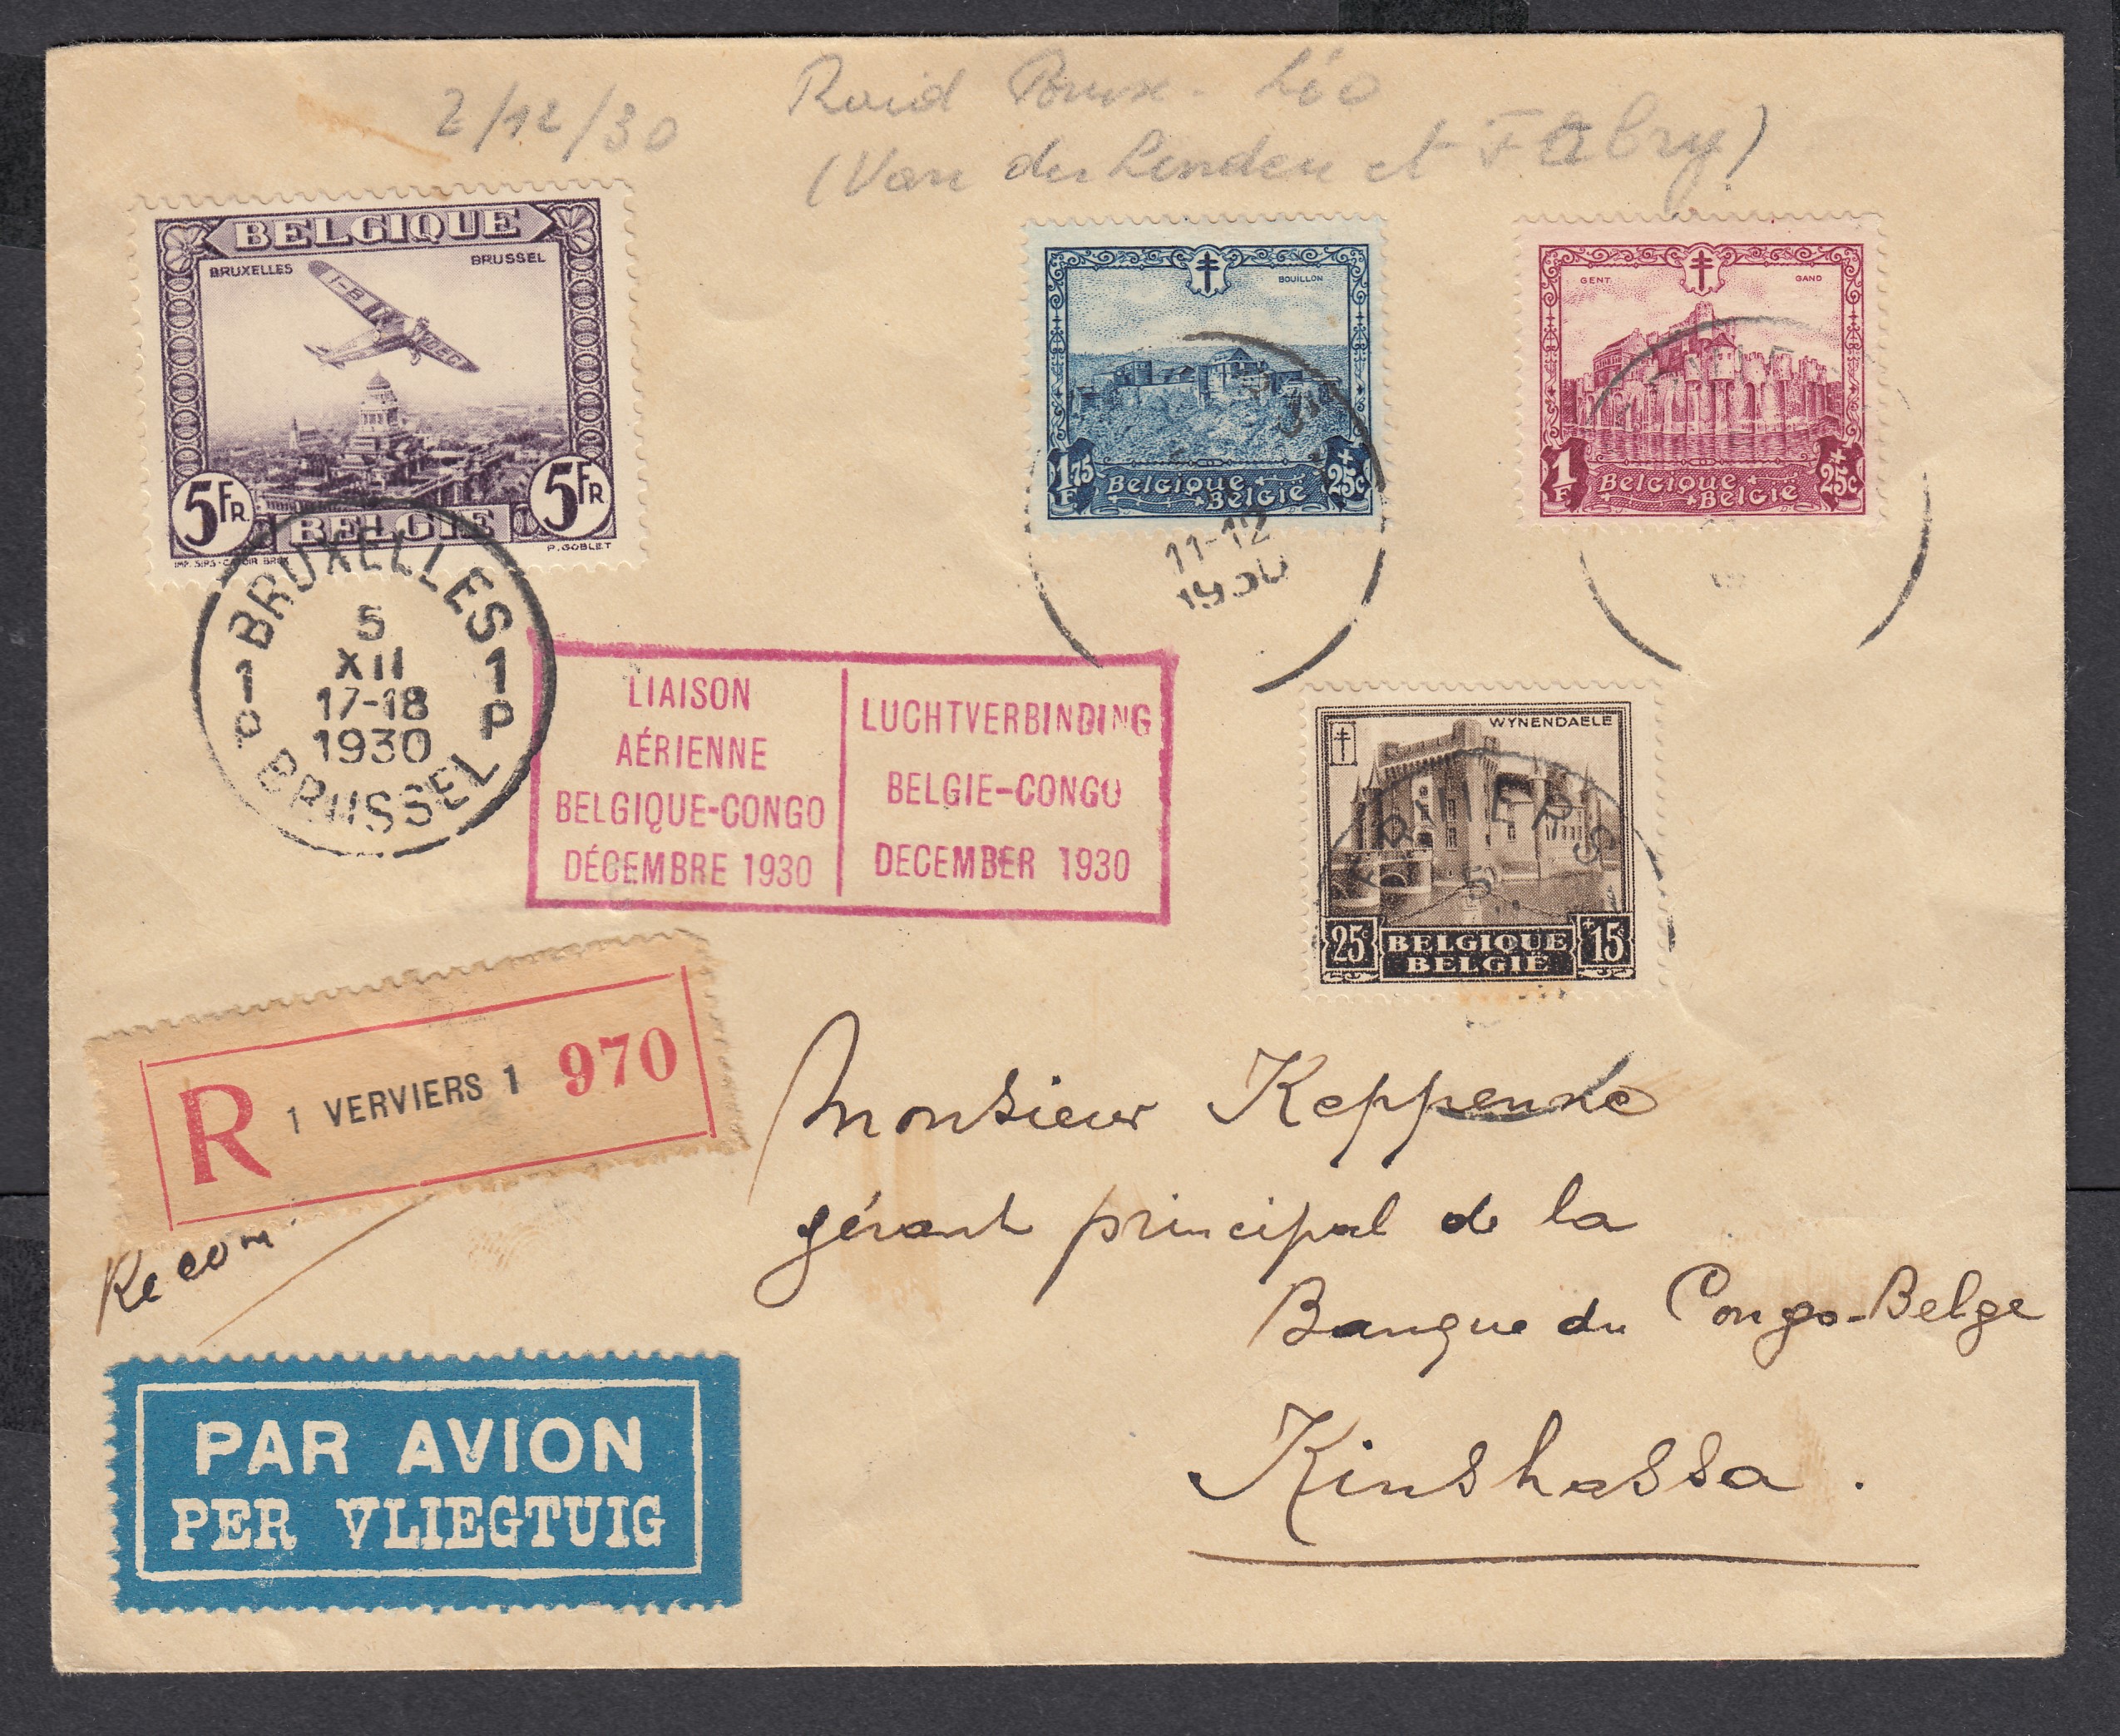 2/12/30
Raid Brux. - Léo
(Van der Linden et Fabry)
BELGIQUE
BRUXELLES
BRUSSEL
5FR
5FR
BELGIE
P. GOBLET
BOUILLON
1F75
+25c
Belgique
België
GENT.
GAND
1F
+25c
Belgique
België
11-12
1930
BRUXELLES
1 1
P P
5
XII
17-18
1930
BRUSSEL
LIAISON
AÉRIENNE
BELGIQUE-CONGO
DÉCEMBRE 1930
LUCHTVERBINDING
BELGIE-CONGO
DECEMBER 1930
WYNENDAELE
25c
BELGIQUE
BELGIË
+15
R 1 VERVIERS 1 970
Recom
Monsieur Keppenne
gérant principal de la
Banque du Congo-Belge
Kinshassa.
PAR AVION
PER VLIEGTUIG